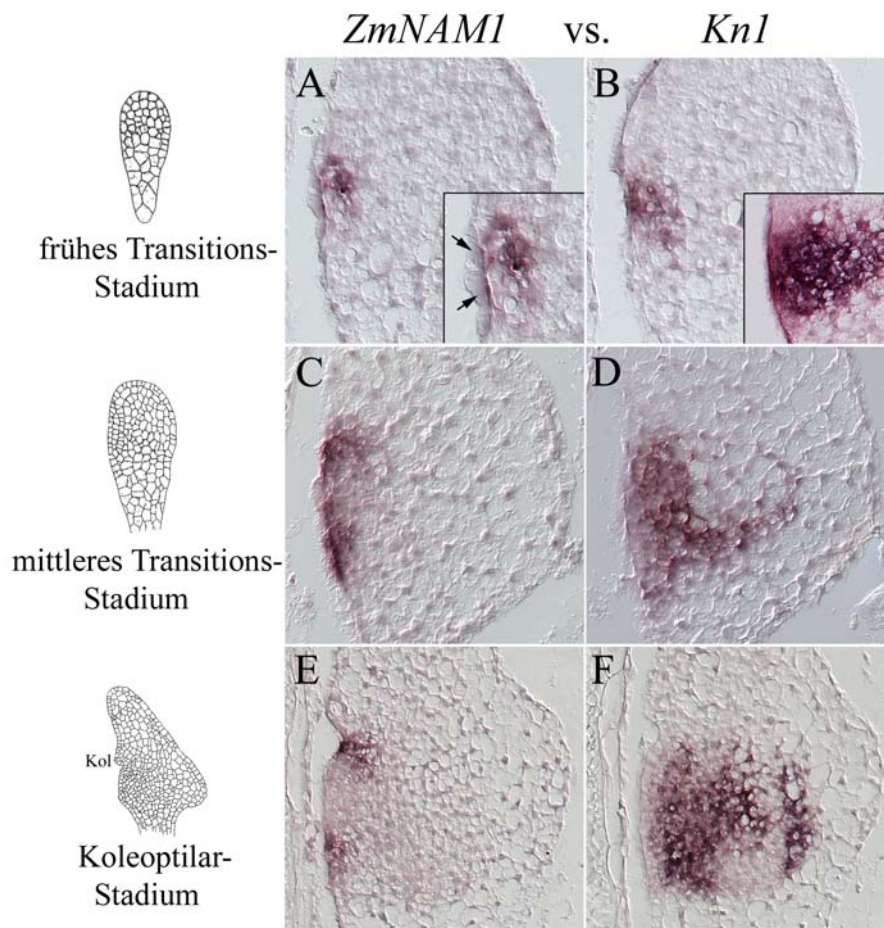 ZmNAM1 vs. Kn1
A
B
frühes Transitions-
Stadium
C
D
mittleres Transitions-
Stadium
E
F
Kol
Koleoptilar-
Stadium